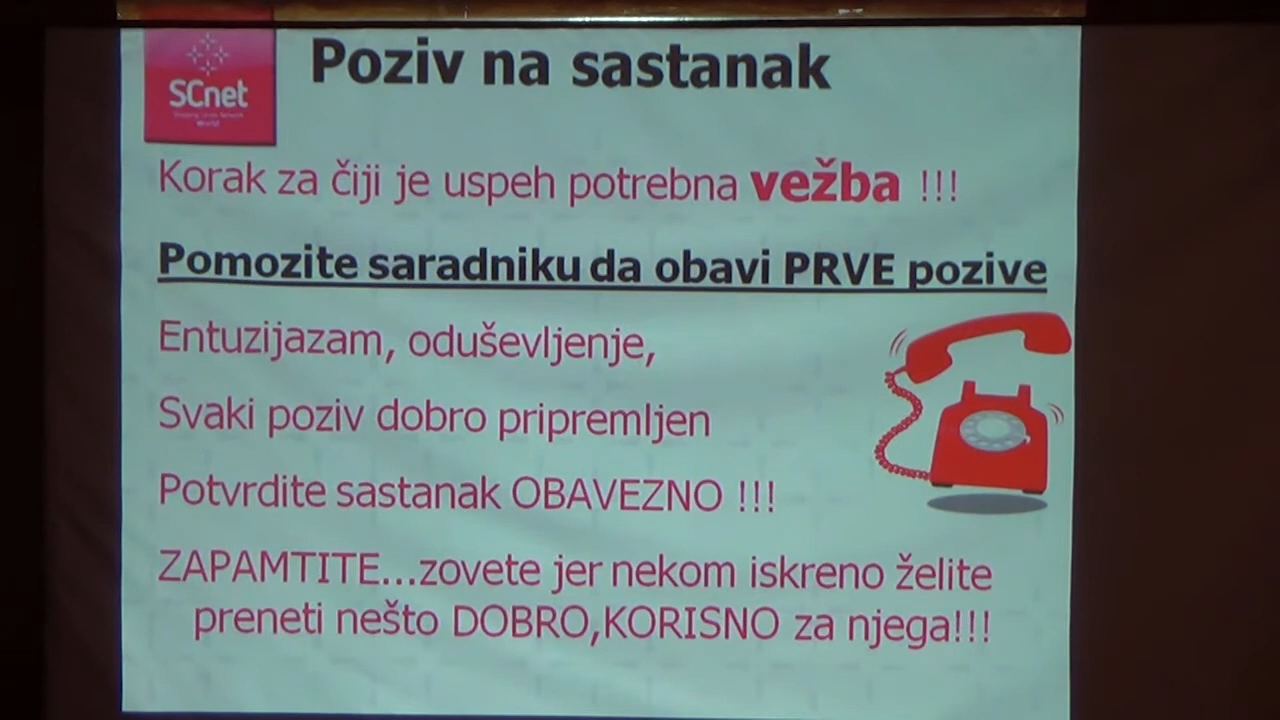 SCnet
World
Poziv na sastanak
Korak za čiji je uspeh potrebna vežba !!!
Pomozite saradniku da obavi PRVE pozive
Entuzijazam, oduševljenje,
Svaki poziv dobro pripremljen
Potvrdite sastanak OBAVEZNO !!!
ZAPAMTITE...zovete jer nekom iskreno želite
preneti nešto DOBRO,KORISNO za njega!!!